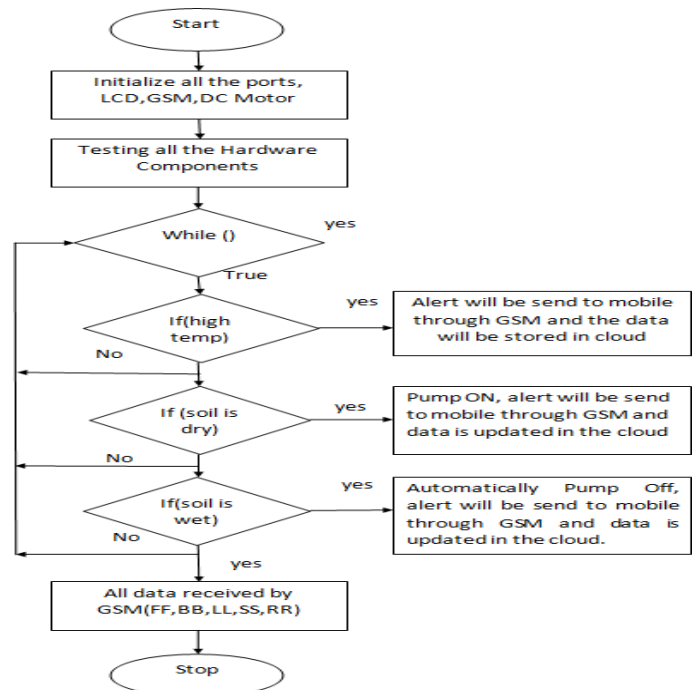 Start
Initialize all the ports,
LCD,GSM,DC Motor
Testing all the Hardware
Components
While ()
yes
True
If(high
temp)
yes
Alert will be send to mobile
through GSM and the data
will be stored in cloud
No
If (soil is
dry)
yes
Pump ON, alert will be send
to mobile through GSM and
data is updated in the cloud
No
If(soil is
wet)
yes
Automatically Pump Off,
alert will be send to mobile
through GSM and data is
updated in the cloud.
No
yes
All data received by
GSM(FF,BB,LL,SS,RR)
Stop